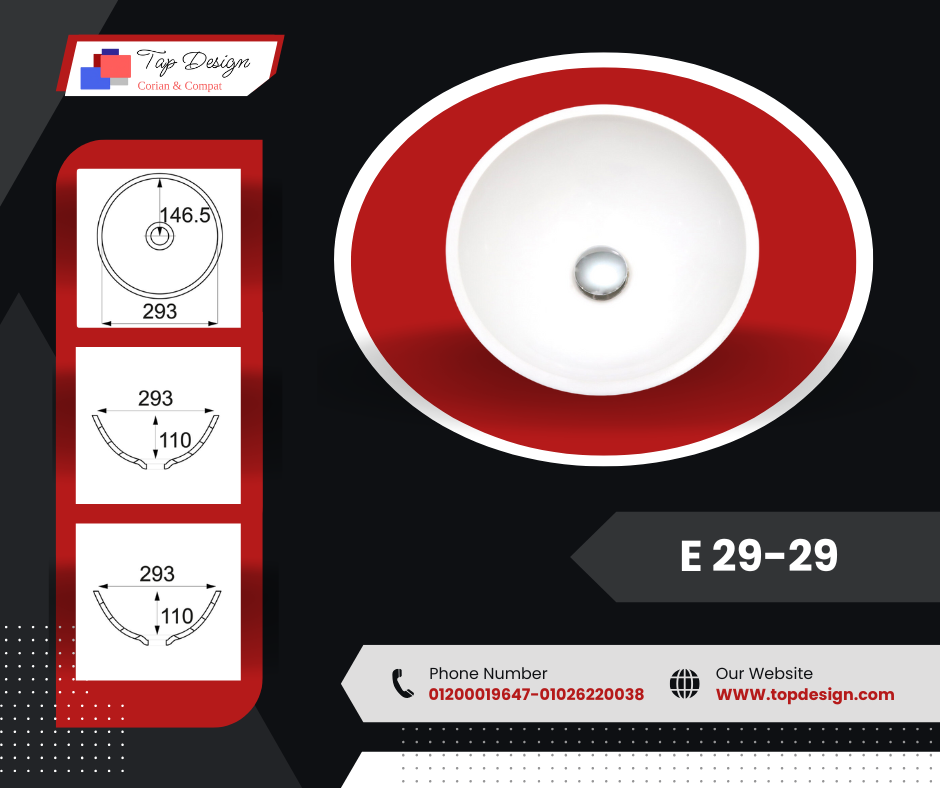 Tap Design
Corian & Compat
146.5
293
293
110
293
110
E 29-29
Phone Number
01200019647-01026220038
Our Website
WWW.topdesign.com